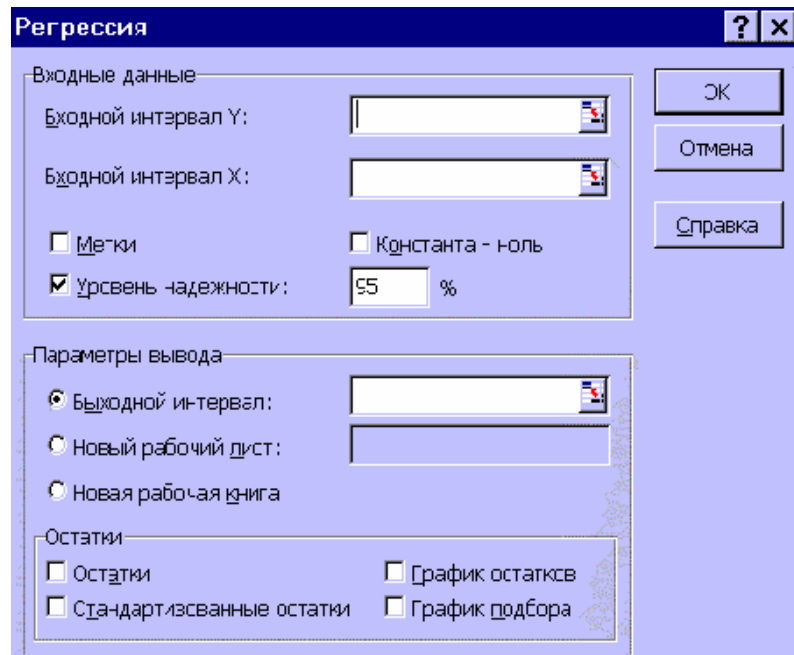 Регрессия
Входные данные
Входной интервал Y:
Входной интервал X:
Метки
Константа - ноль
Уровень надежности:
95
%
Параметры вывода
Выходной интервал:
Новый рабочий лист:
Новая рабочая книга
Остатки
Остатки
График остатков
Стандартизованные остатки
График подбора
ОК
Отмена
Справка